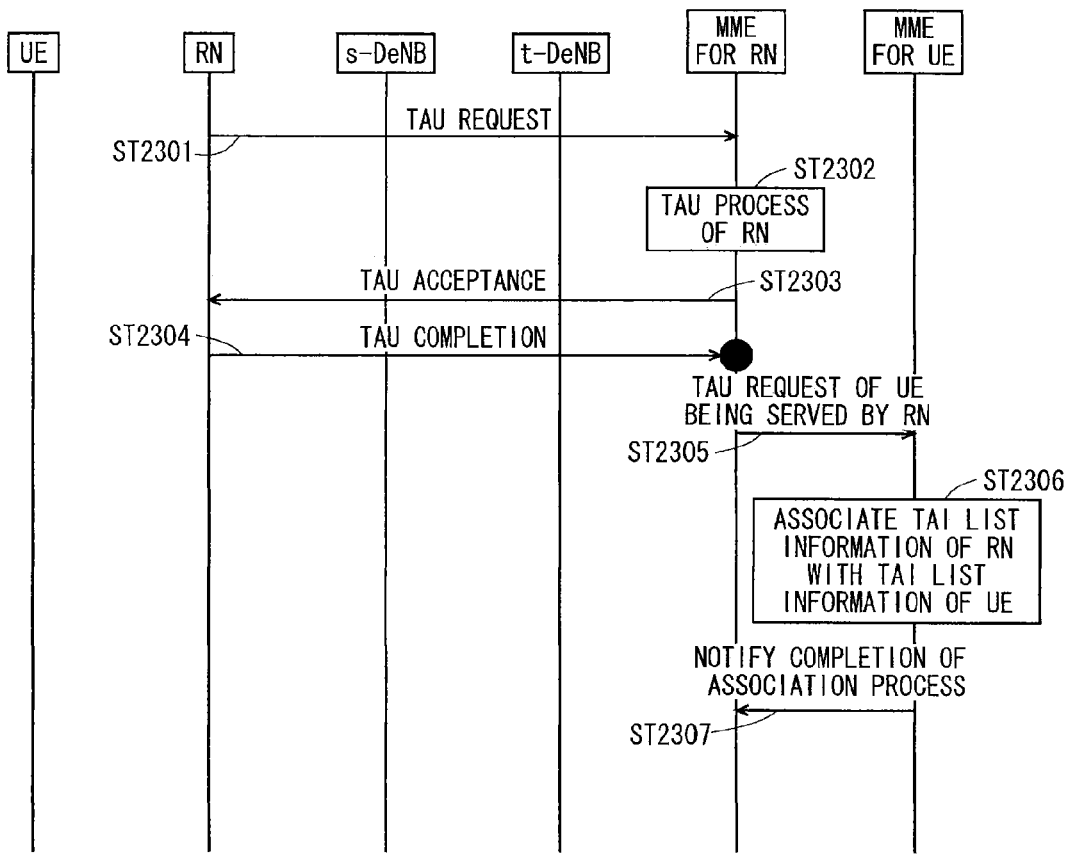 UE
RN
s-DeNB
t-DeNB
MME
FOR RN
MME
FOR UE
TAU REQUEST
ST2301
ST2302
TAU PROCESS
OF RN
TAU ACCEPTANCE
ST2303
ST2304
TAU COMPLETION
TAU REQUEST OF UE
BEING SERVED BY RN
ST2305
ST2306
ASSOCIATE TAI LIST
INFORMATION OF RN
WITH TAI LIST
INFORMATION OF UE
NOTIFY COMPLETION OF
ASSOCIATION PROCESS
ST2307